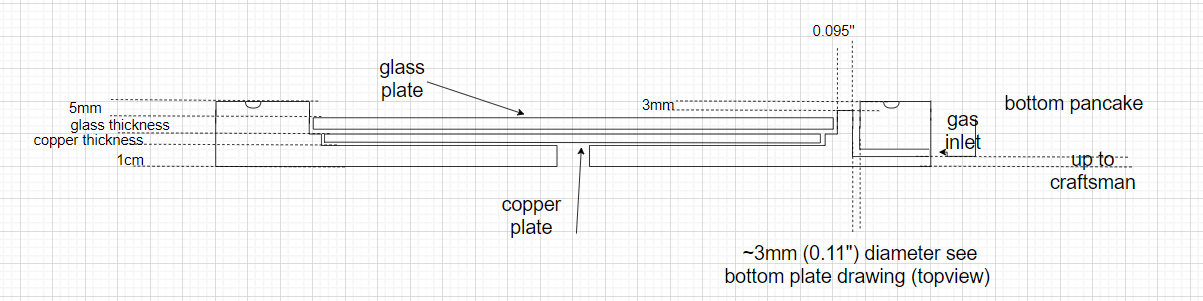 0.095"
glass
plate
5mm
3mm
bottom pancake
glass thickness
gas
inlet
copper thickness
1cm
up to
craftsman
copper
plate
~3mm (0.11") diameter see
bottom plate drawing (topview)